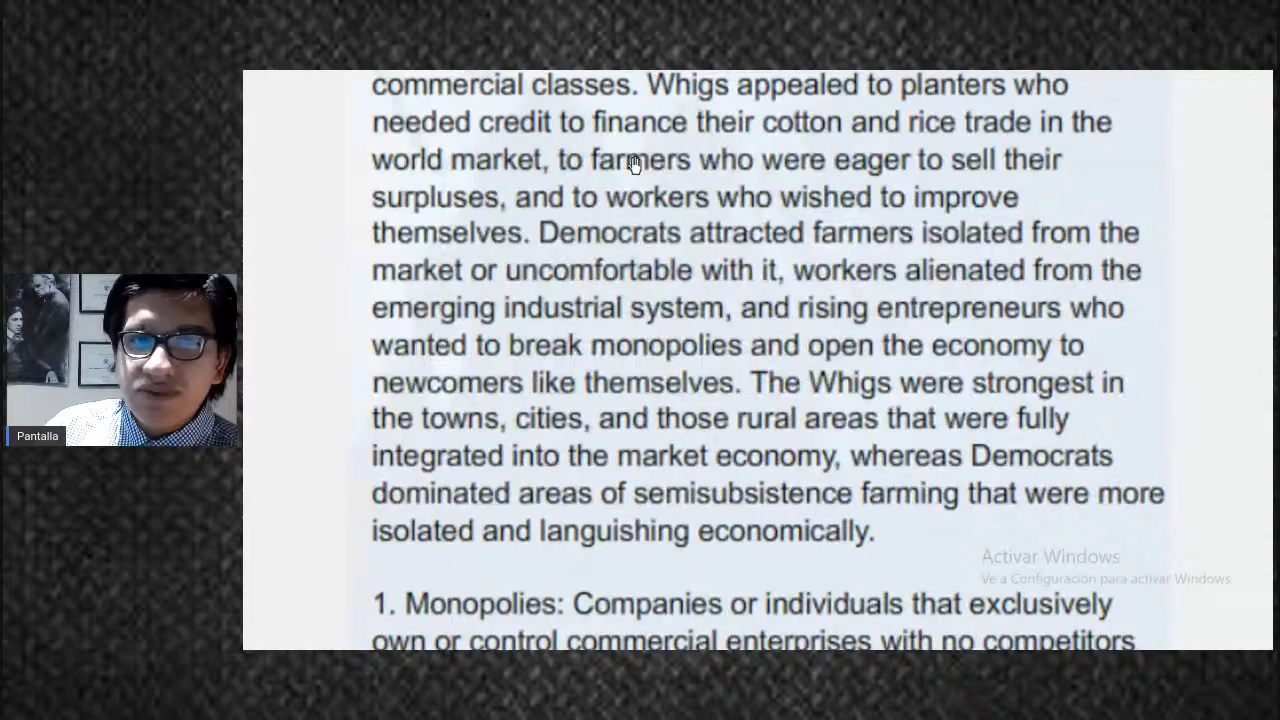 commercial classes. Whigs appealed to planters who
needed credit to finance their cotton and rice trade in the
world market, to farmers who were eager to sell their
surpluses, and to workers who wished to improve
themselves. Democrats attracted farmers isolated from the
market or uncomfortable with it, workers alienated from the
emerging industrial system, and rising entrepreneurs who
wanted to break monopolies and open the economy to
newcomers like themselves. The Whigs were strongest in
the towns, cities, and those rural areas that were fully
integrated into the market economy, whereas Democrats
dominated areas of semisubsistence farming that were more
isolated and languishing economically.
1. Monopolies: Companies or individuals that exclusively
own or control commercial enterprises with no competitors
Pantalla
Activar Windows
Ve a Configuración para activar Windows.